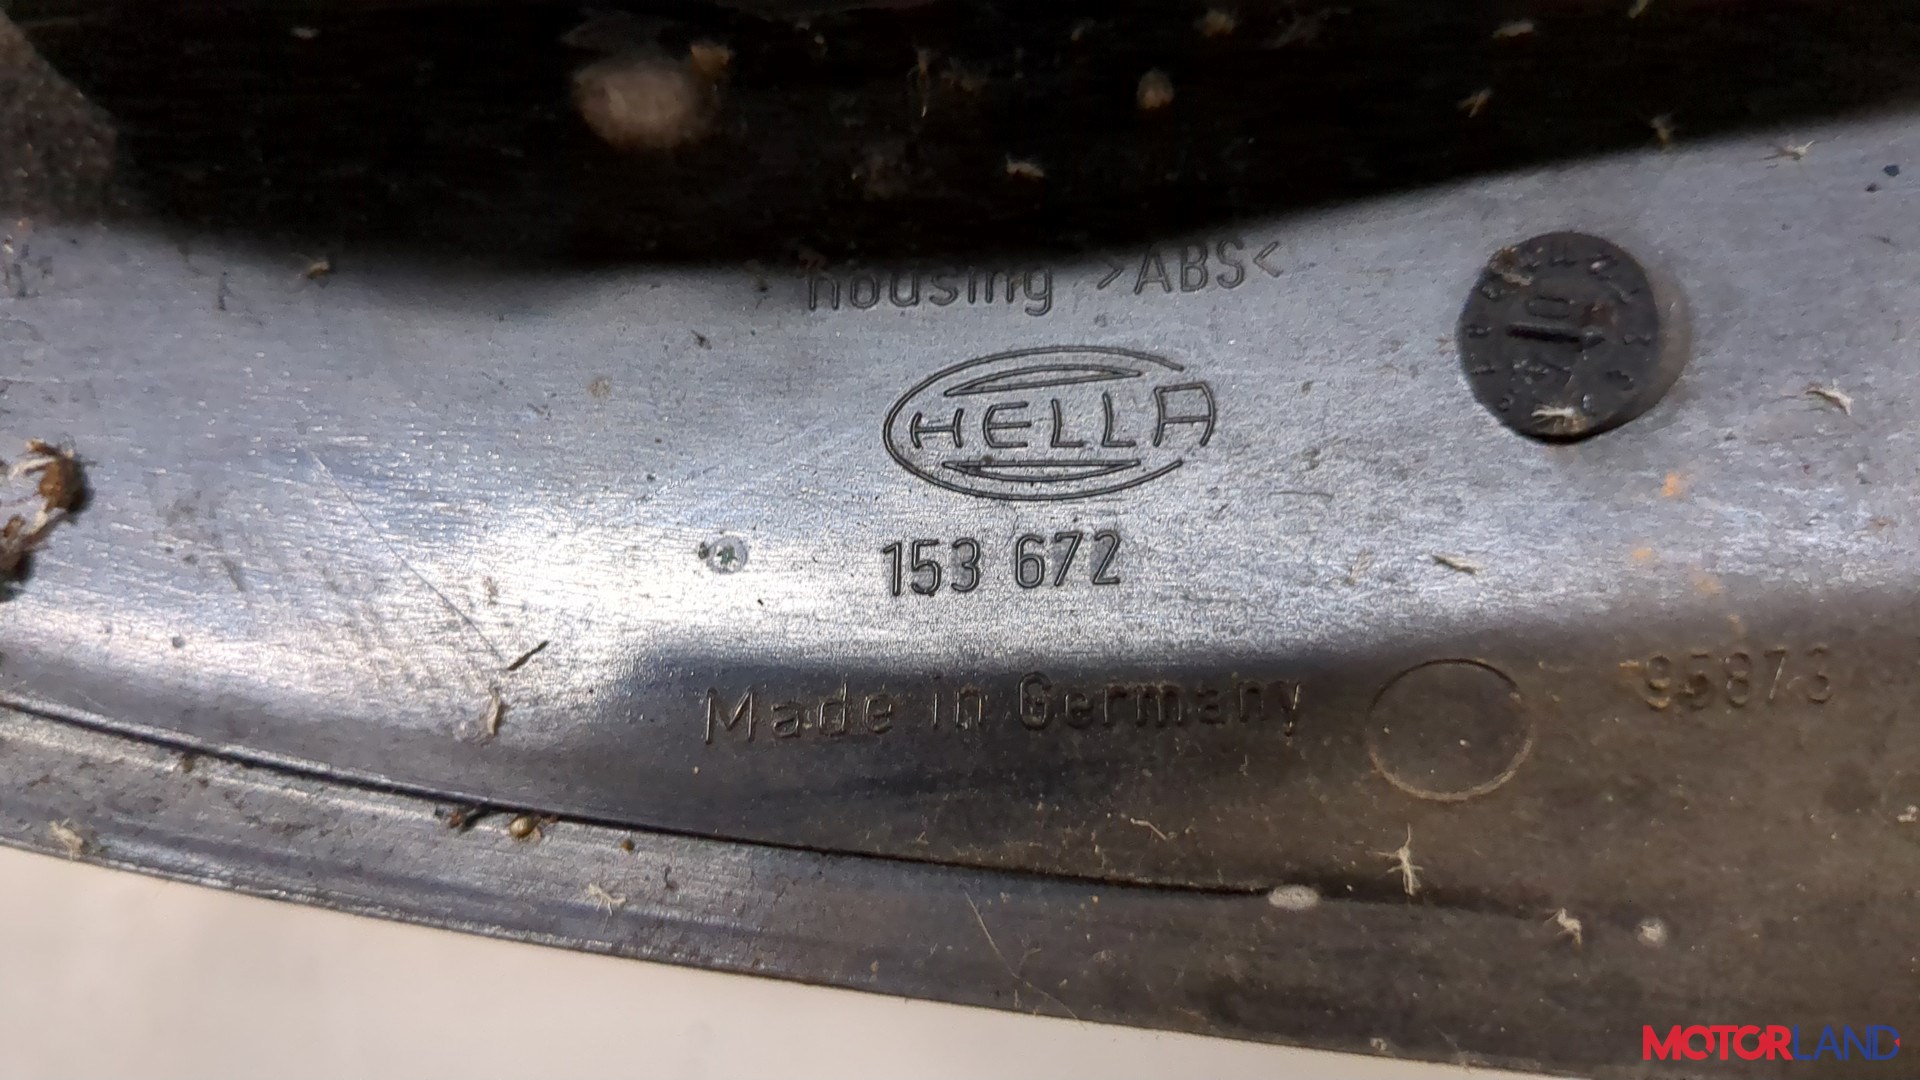 housing >ABS<
HELLA
153 672
Made in Germany
95873
MOTORLAND